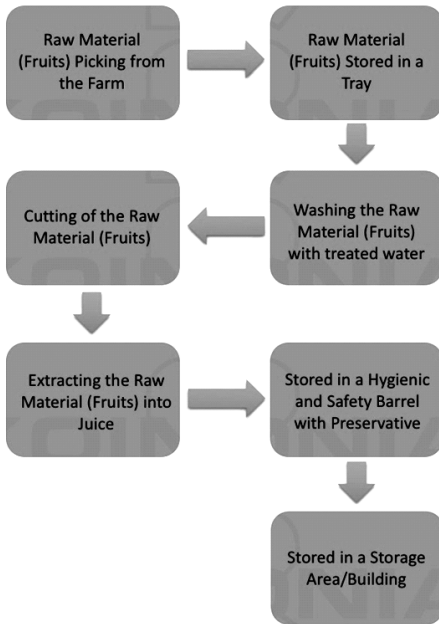 Raw Material
(Fruits) Picking from
the Farm
Raw Material
(Fruits) Stored in a
Tray
Washing the Raw
Material (Fruits)
with treated water
Cutting of the Raw
Material (Fruits)
Extracting the Raw
Material (Fruits) into
Juice
Stored in a Hygienic
and Safety Barrel
with Preservative
Stored in a Storage
Area/Building